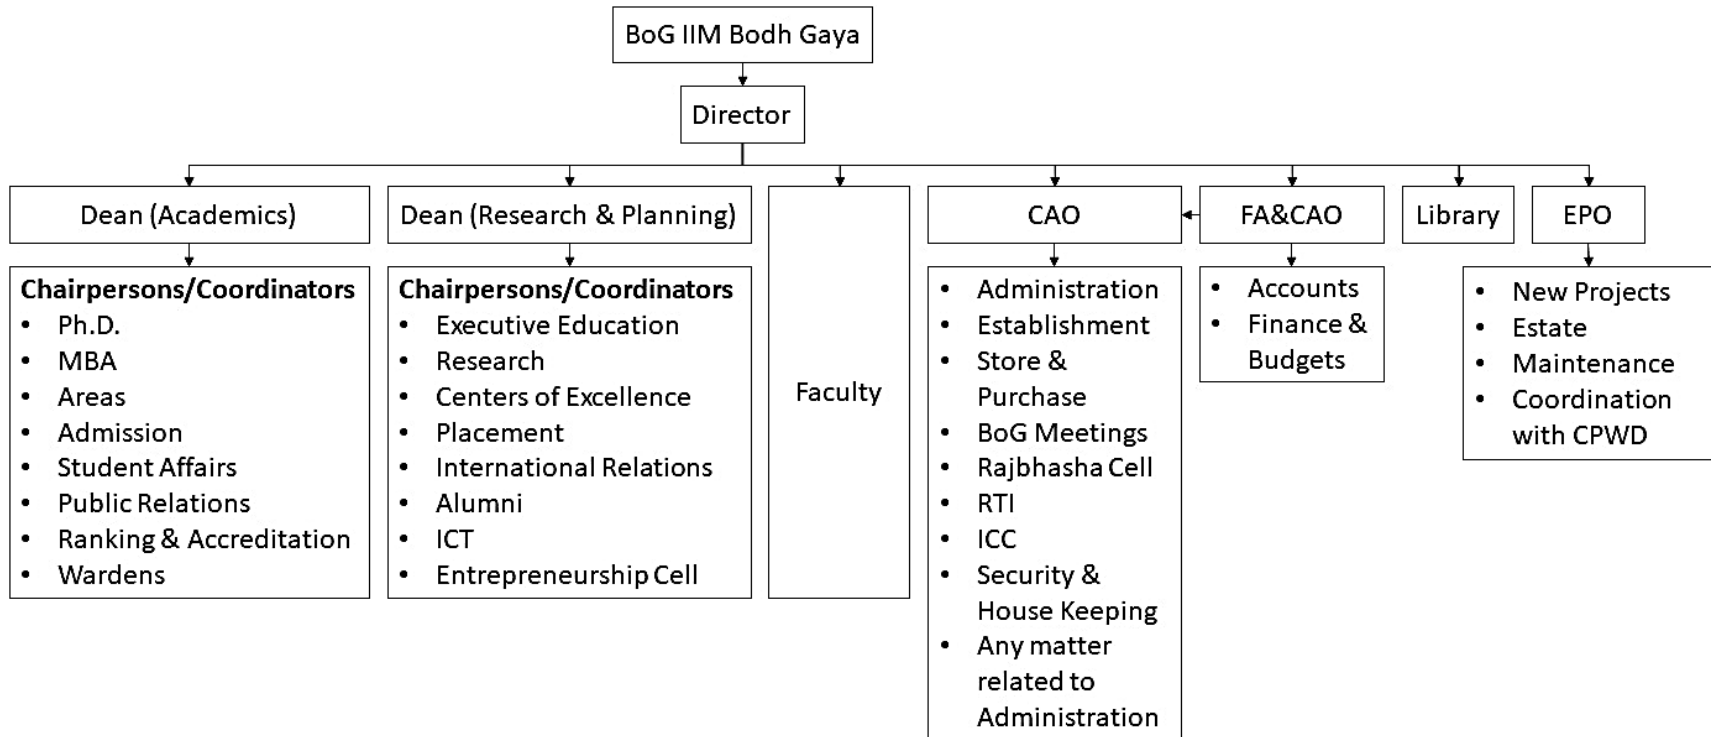 BoG IIM Bodh Gaya
Director
Dean (Academics)
Chairpersons/Coordinators
• Ph.D.
• MBA
• Areas
• Admission
• Student Affairs
• Public Relations
• Ranking & Accreditation
• Wardens
Dean (Research & Planning)
Chairpersons/Coordinators
• Executive Education
• Research
• Centers of Excellence
• Placement
• International Relations
• Alumni
• ICT
• Entrepreneurship Cell
Faculty
CAO
• Administration
• Establishment
• Store &
Purchase
• BoG Meetings
• Rajbhasha Cell
• RTI
• ICC
• Security &
House Keeping
• Any matter
related to
Administration
FA&CAO
• Accounts
• Finance &
Budgets
Library
EPO
• New Projects
• Estate
• Maintenance
• Coordination
with CPWD